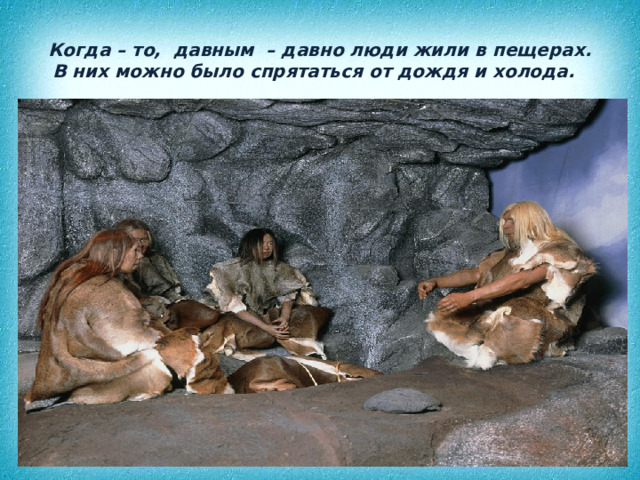 Когда – то,  давным  – давно люди жили в пещерах.
В них можно было спрятаться от дождя и холода.